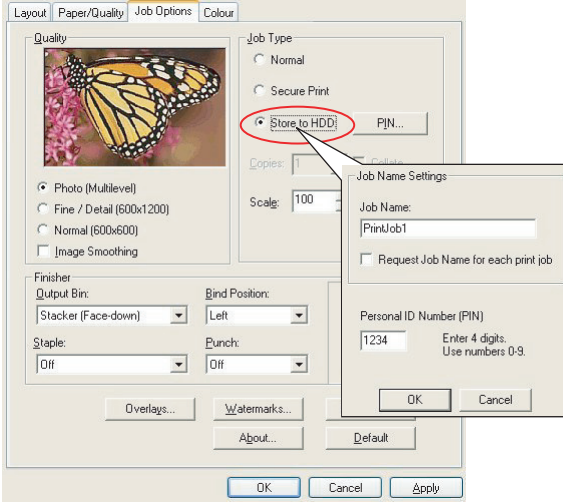 Layout Paper/Quality Job Options Colour
Quality
Job Type
Normal
Secure Print
Store to HDD
PIN...
Copies: 1 Collate
Scale: 100
Photo (Multilevel)
Fine / Detail (600x1200)
Normal (600x600)
Image Smoothing
Job Name Settings
Job Name:
PrintJob1
Request Job Name for each print job
Personal ID Number (PIN)
1234
Enter 4 digits.
Use numbers 0-9.
OK Cancel
Finisher
Output Bin: Bind Position:
Stacker (Face-down) Left
Staple: Punch:
Off Off
Overlays... Watermarks...
About... Default
OK Cancel Apply